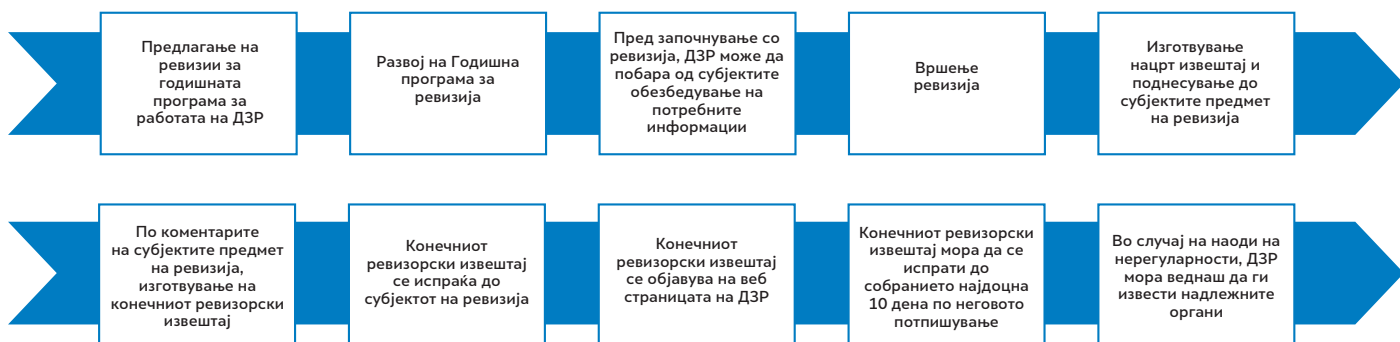 Предлагање на
ревизии за
годишната
програма за
работата на ДЗР
Развој на Годишна
програма за
ревизија
Пред започнување со
ревизија, ДЗР може да
побара од субјектите
обезбедување на
потребните
информации
Вршење
ревизија
Изготвување
нацрт извештај и
поднесување до
субјектите предмет
на ревизија
По коментарите
на субјектите предмет
на ревизија,
изготвување на
конечниот ревизорски
извештај
Конечниот
ревизорски извештај
се испраќа до
субјектот на ревизија
Конечниот
ревизорски извештај
се објавува на веб
страницата на ДЗР
Конечниот ревизорски
извештај мора да се
испрати до
собранието најдоцна
10 дена по неговото
потпишување
Во случај на наоди на
нерегуларности, ДЗР
мора веднаш да ги
извести надлежните
органи